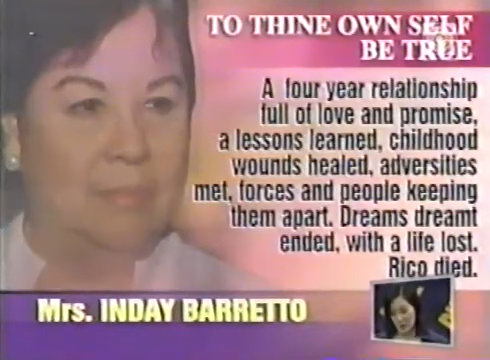 TO THINE OWN SELF
BE TRUE
A four year relationship
full of love and promise,
a lessons learned, childhood
wounds healed, adversities
met, forces and people keeping
them apart. Dreams dreamt
ended, with a life lost.
Rico died.
Mrs. INDAY BARRETTO